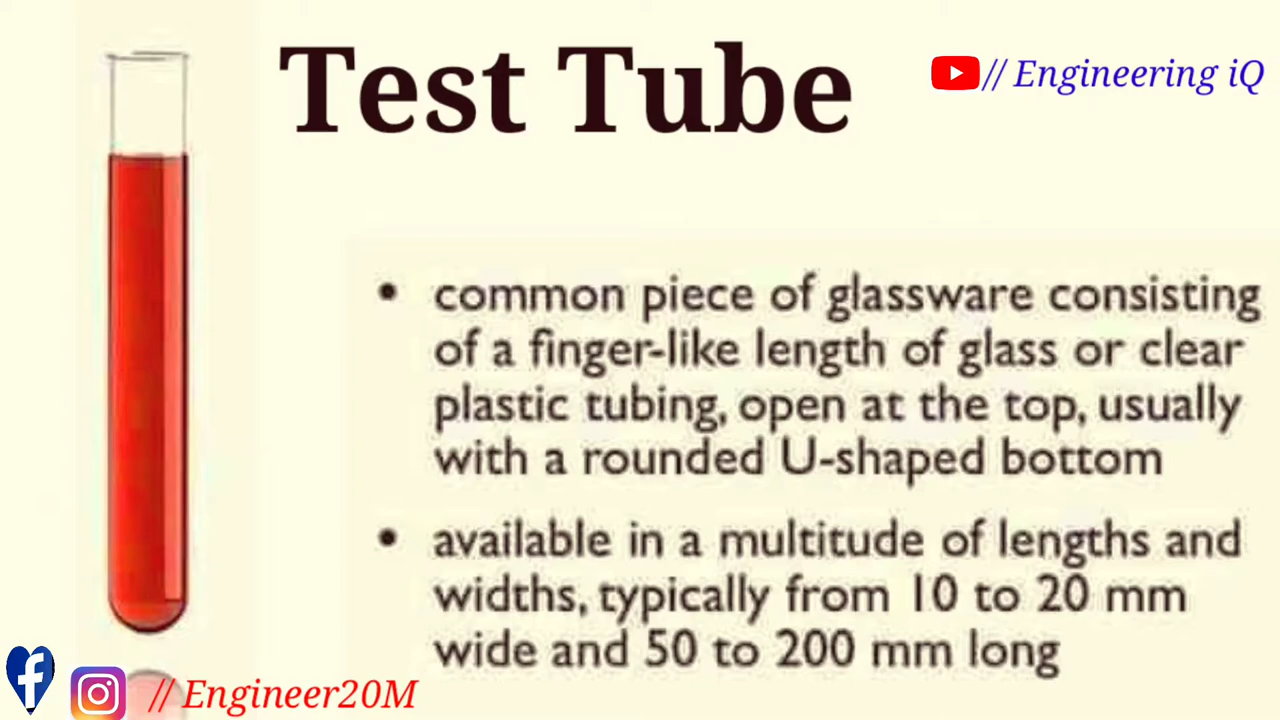 Test Tube
// Engineering iQ
• common piece of glassware consisting
of a finger-like length of glass or clear
plastic tubing, open at the top, usually
with a rounded U-shaped bottom
• available in a multitude of lengths and
widths, typically from 10 to 20 mm
wide and 50 to 200 mm long
// Engineer20M